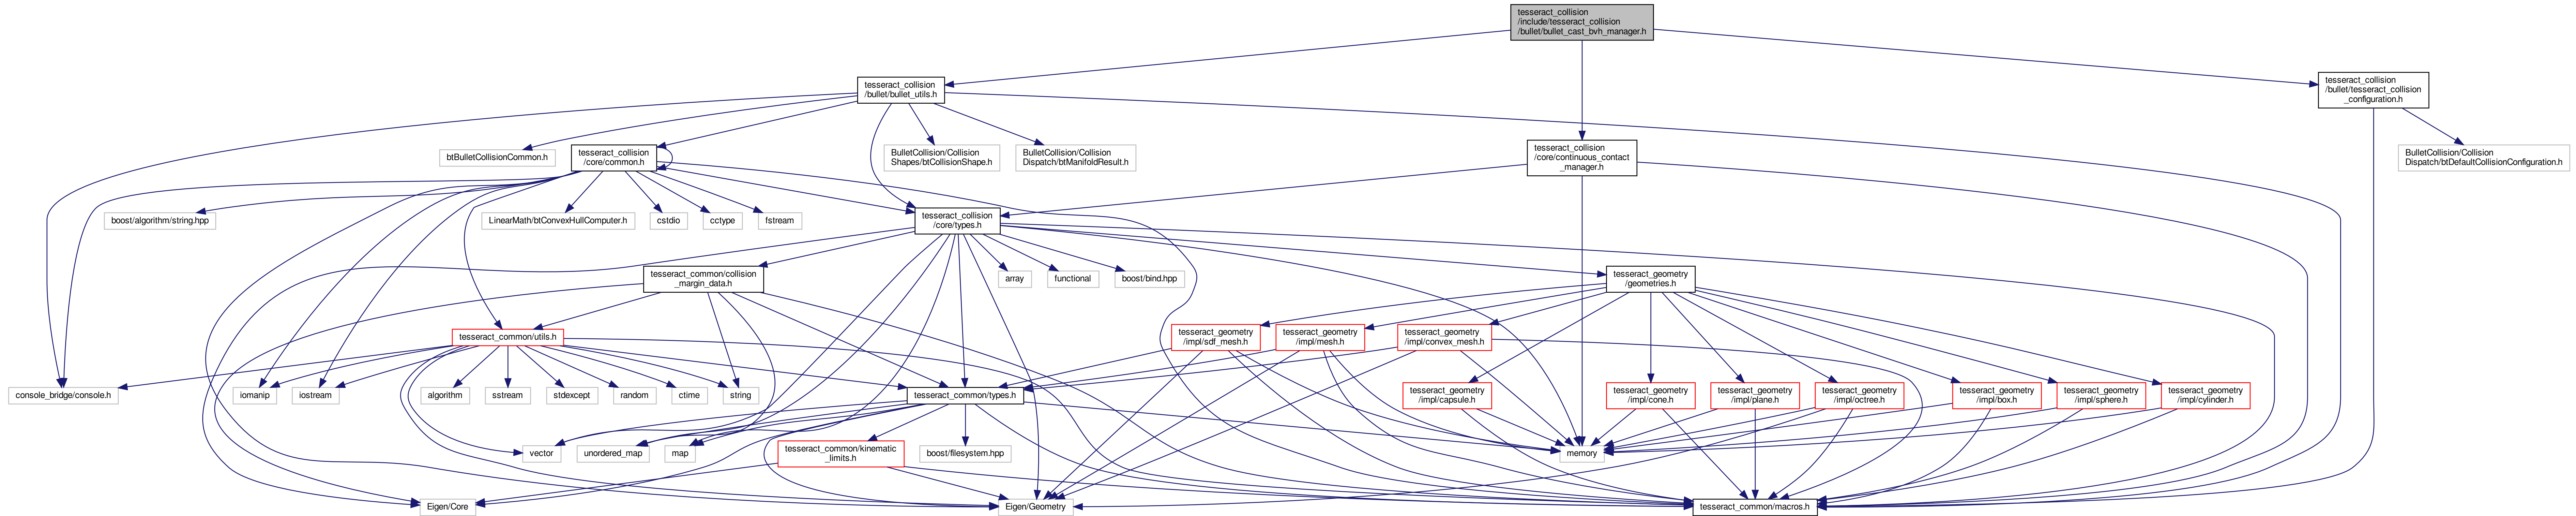 tesseract_collision
/include/tesseract_collision
/bullet/bullet_cast_bvh_manager.h
tesseract_collision
/bullet/bullet_utils.h
tesseract_collision
/bullet/tesseract_collision
_configuration.h
btBulletCollisionCommon.h
tesseract_collision
/core/common.h
BulletCollision/Collision
Shapes/btCollisionShape.h
BulletCollision/Collision
Dispatch/btManifoldResult.h
tesseract_collision
/core/continuous_contact
_manager.h
BulletCollision/Collision
Dispatch/btDefaultCollisionConfiguration.h
boost/algorithm/string.hpp
LinearMath/btConvexHullComputer.h
cstdio
cctype
fstream
tesseract_collision
/core/types.h
tesseract_common/collision
_margin_data.h
array
functional
boost/bind.hpp
tesseract_geometry
/geometries.h
tesseract_common/utils.h
tesseract_geometry
/impl/sdf_mesh.h
tesseract_geometry
/impl/mesh.h
tesseract_geometry
/impl/convex_mesh.h
console_bridge/console.h
iomanip
iostream
algorithm
sstream
stdexcept
random
ctime
string
tesseract_common/types.h
tesseract_geometry
/impl/capsule.h
tesseract_geometry
/impl/cone.h
tesseract_geometry
/impl/plane.h
tesseract_geometry
/impl/octree.h
tesseract_geometry
/impl/box.h
tesseract_geometry
/impl/sphere.h
tesseract_geometry
/impl/cylinder.h
vector
unordered_map
map
tesseract_common/kinematic
_limits.h
boost/filesystem.hpp
memory
Eigen/Core
Eigen/Geometry
tesseract_common/macros.h